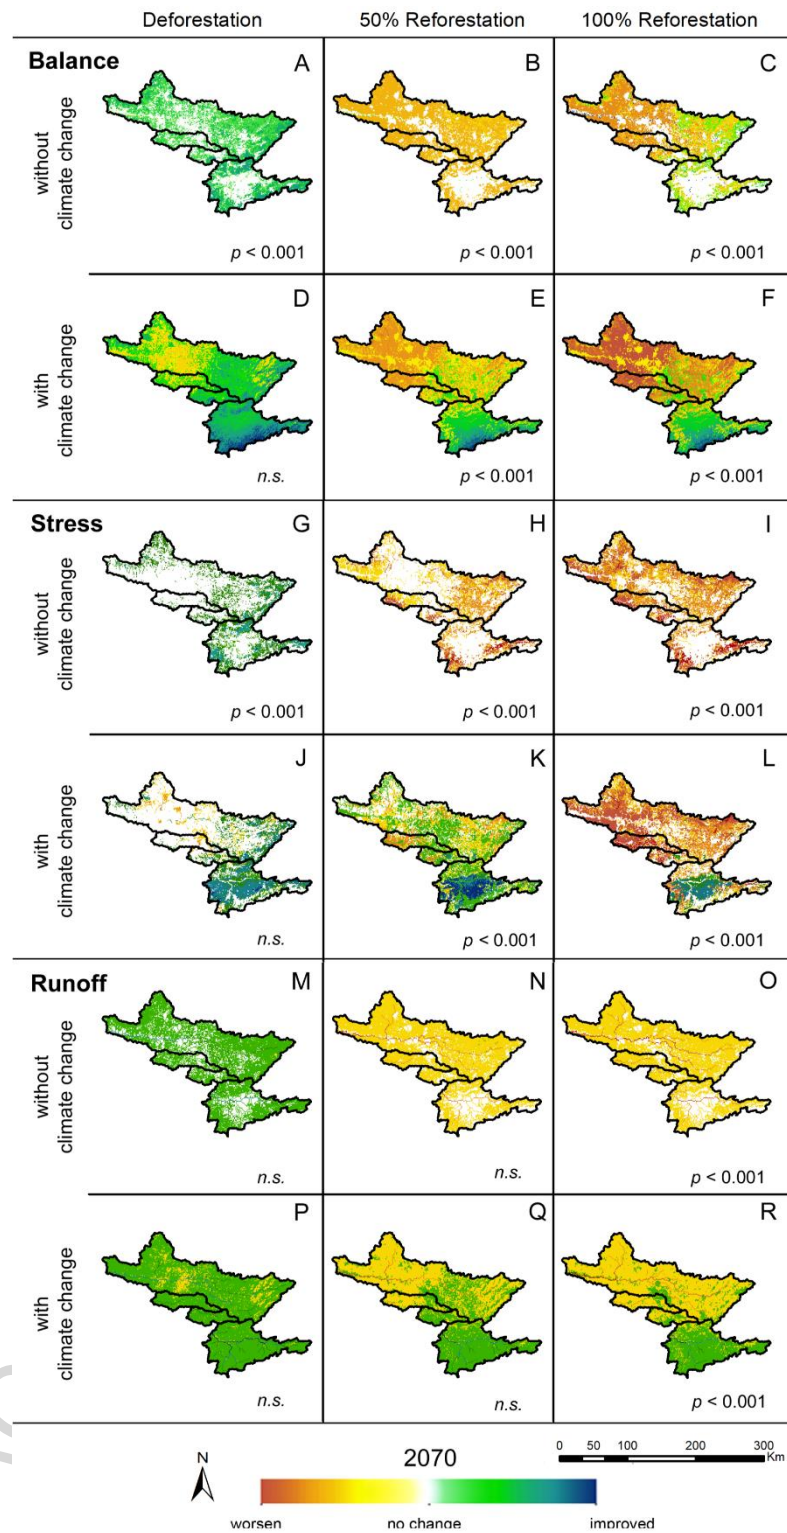 Deforestation 50% Reforestation 100% Reforestation
Balance A B C
without
climate change
p < 0.001 p < 0.001 p < 0.001
D E F
with
climate change
n.s. p < 0.001 p < 0.001
Stress G H I
without
climate change
p < 0.001 p < 0.001 p < 0.001
J K L
with
climate change
n.s. p < 0.001 p < 0.001
Runoff M N O
without
climate change
n.s. n.s. p < 0.001
P Q R
with
climate change
n.s. n.s. p < 0.001
N 2070 0 50 100 200 300
Km
worsen no change improved